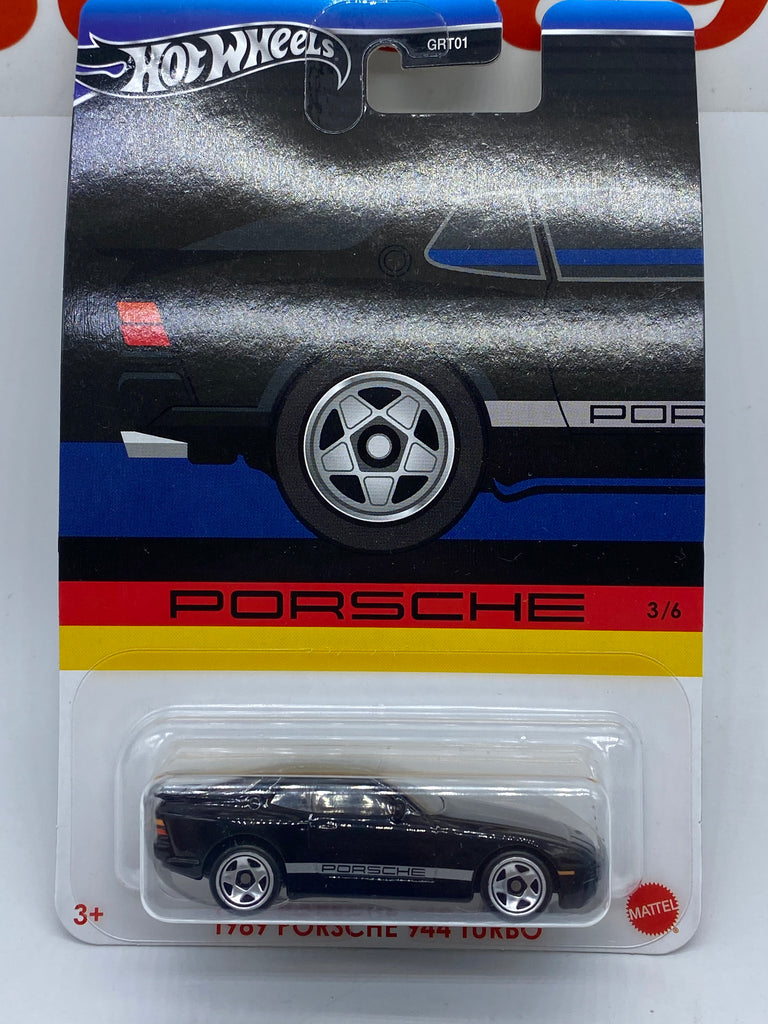 HOT WHEELS
GRT01
POR
PORSCHE
3/6
PORSCHE
3+
MATTEL
1989 PORSCHE 944 TURBO